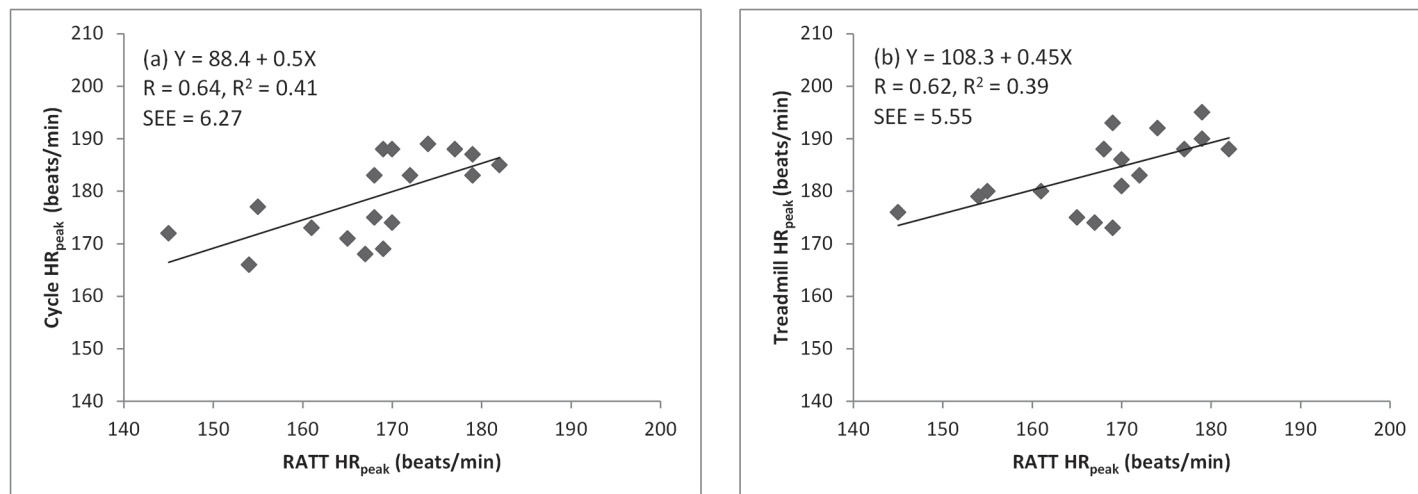 210
200
190
180
170
160
150
140
Cycle HRpeak (beats/min)
(a) Y = 88.4 + 0.5X
R = 0.64, R² = 0.41
SEE = 6.27
140 150 160 170 180 190 200
RATT HRpeak (beats/min)
210
200
190
180
170
160
150
140
Treadmill HRpeak (beats/min)
(b) Y = 108.3 + 0.45X
R = 0.62, R² = 0.39
SEE = 5.55
140 150 160 170 180 190 200
RATT HRpeak (beats/min)